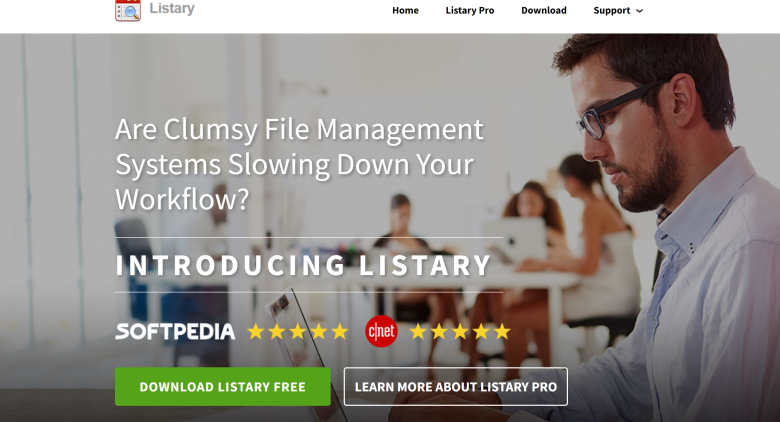 Listary
Home Listary Pro Download Support
Are Clumsy File Management
Systems Slowing Down Your
Workflow?
INTRODUCING LISTARY
SOFTPEDIA c|net
DOWNLOAD LISTARY FREE LEARN MORE ABOUT LISTARY PRO